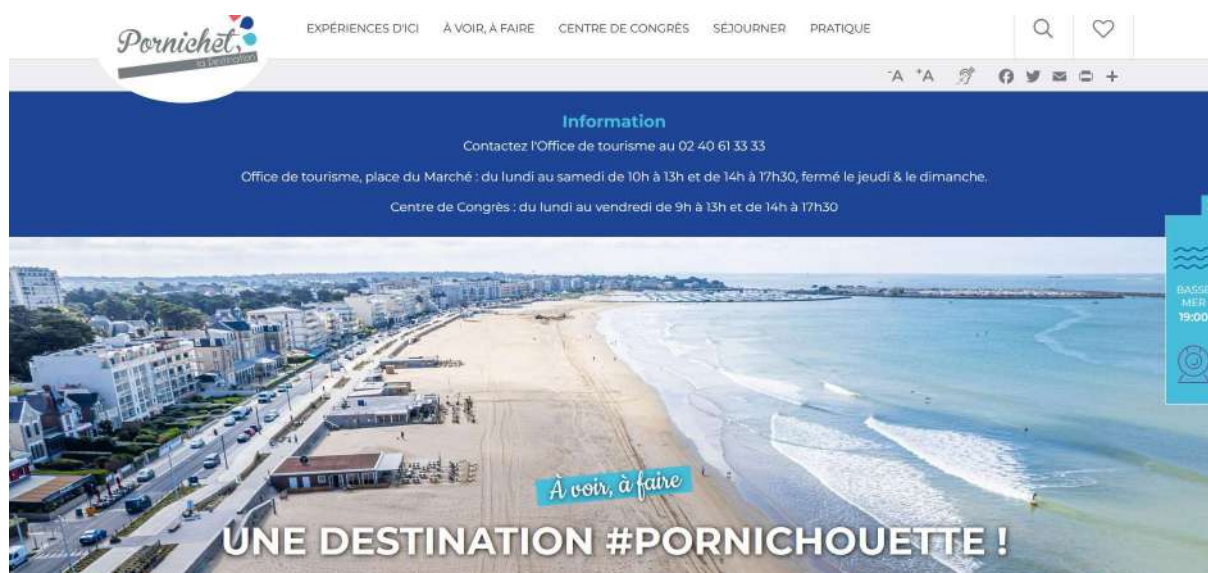 Pornichet,
la Destination
EXPÉRIENCES D'ICI À VOIR, À FAIRE CENTRE DE CONGRÈS SÉJOURNER PRATIQUE
-A +A
Information
Contactez l'Office de tourisme au 02 40 61 33 33
Office de tourisme, place du Marché : du lundi au samedi de 10h à 13h et de 14h à 17h30, fermé le jeudi & le dimanche.
Centre de Congrès : du lundi au vendredi de 9h à 13h et de 14h à 17h30
BASSE
MER
19:00
À voir, à faire
UNE DESTINATION #PORNICHOUETTE !